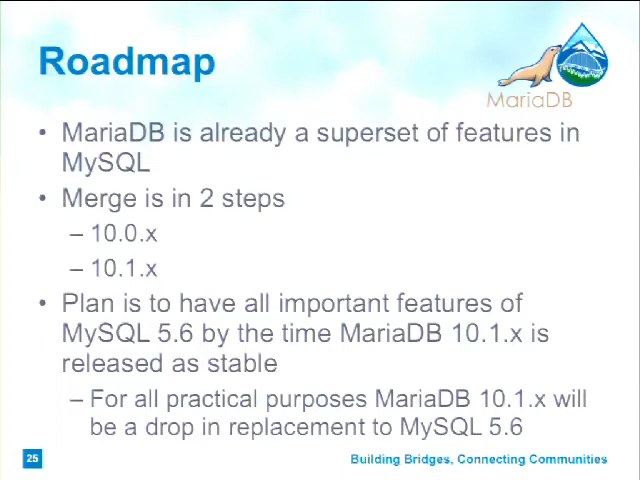 Roadmap
MariaDB
• MariaDB is already a superset of features in
MySQL
• Merge is in 2 steps
– 10.0.x
– 10.1.x
• Plan is to have all important features of
MySQL 5.6 by the time MariaDB 10.1.x is
released as stable
– For all practical purposes MariaDB 10.1.x will
be a drop in replacement to MySQL 5.6
25
Building Bridges, Connecting Communities